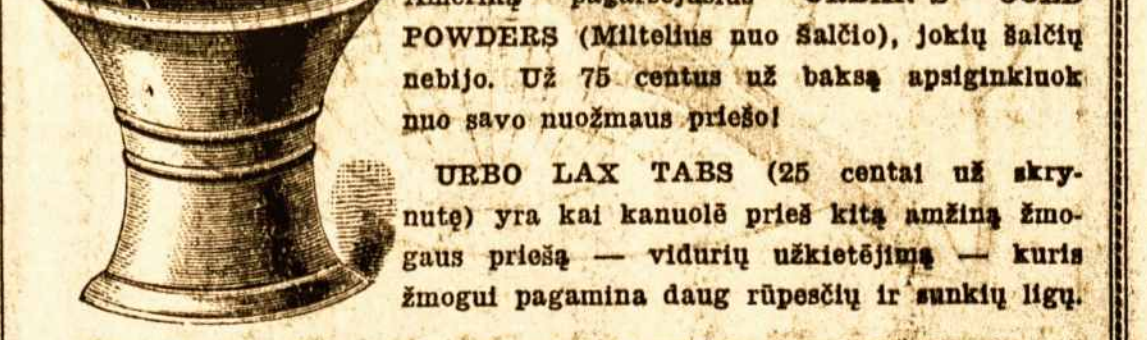 POWDERS (Miltelius nuo Šalčio), jokių šalčių
nebijo. Už 75 centus už baksą apsiginkluok
nuo savo nuožmaus priešo!
URBO LAX TABS (25 centai už skry-
nutę) yra kai kanuolė prieš kitą amžiną žmo-
gaus priešą — vidurių užkietėjimą — kuris
žmogui pagamina daug rūpesčių ir sunkių ligų.